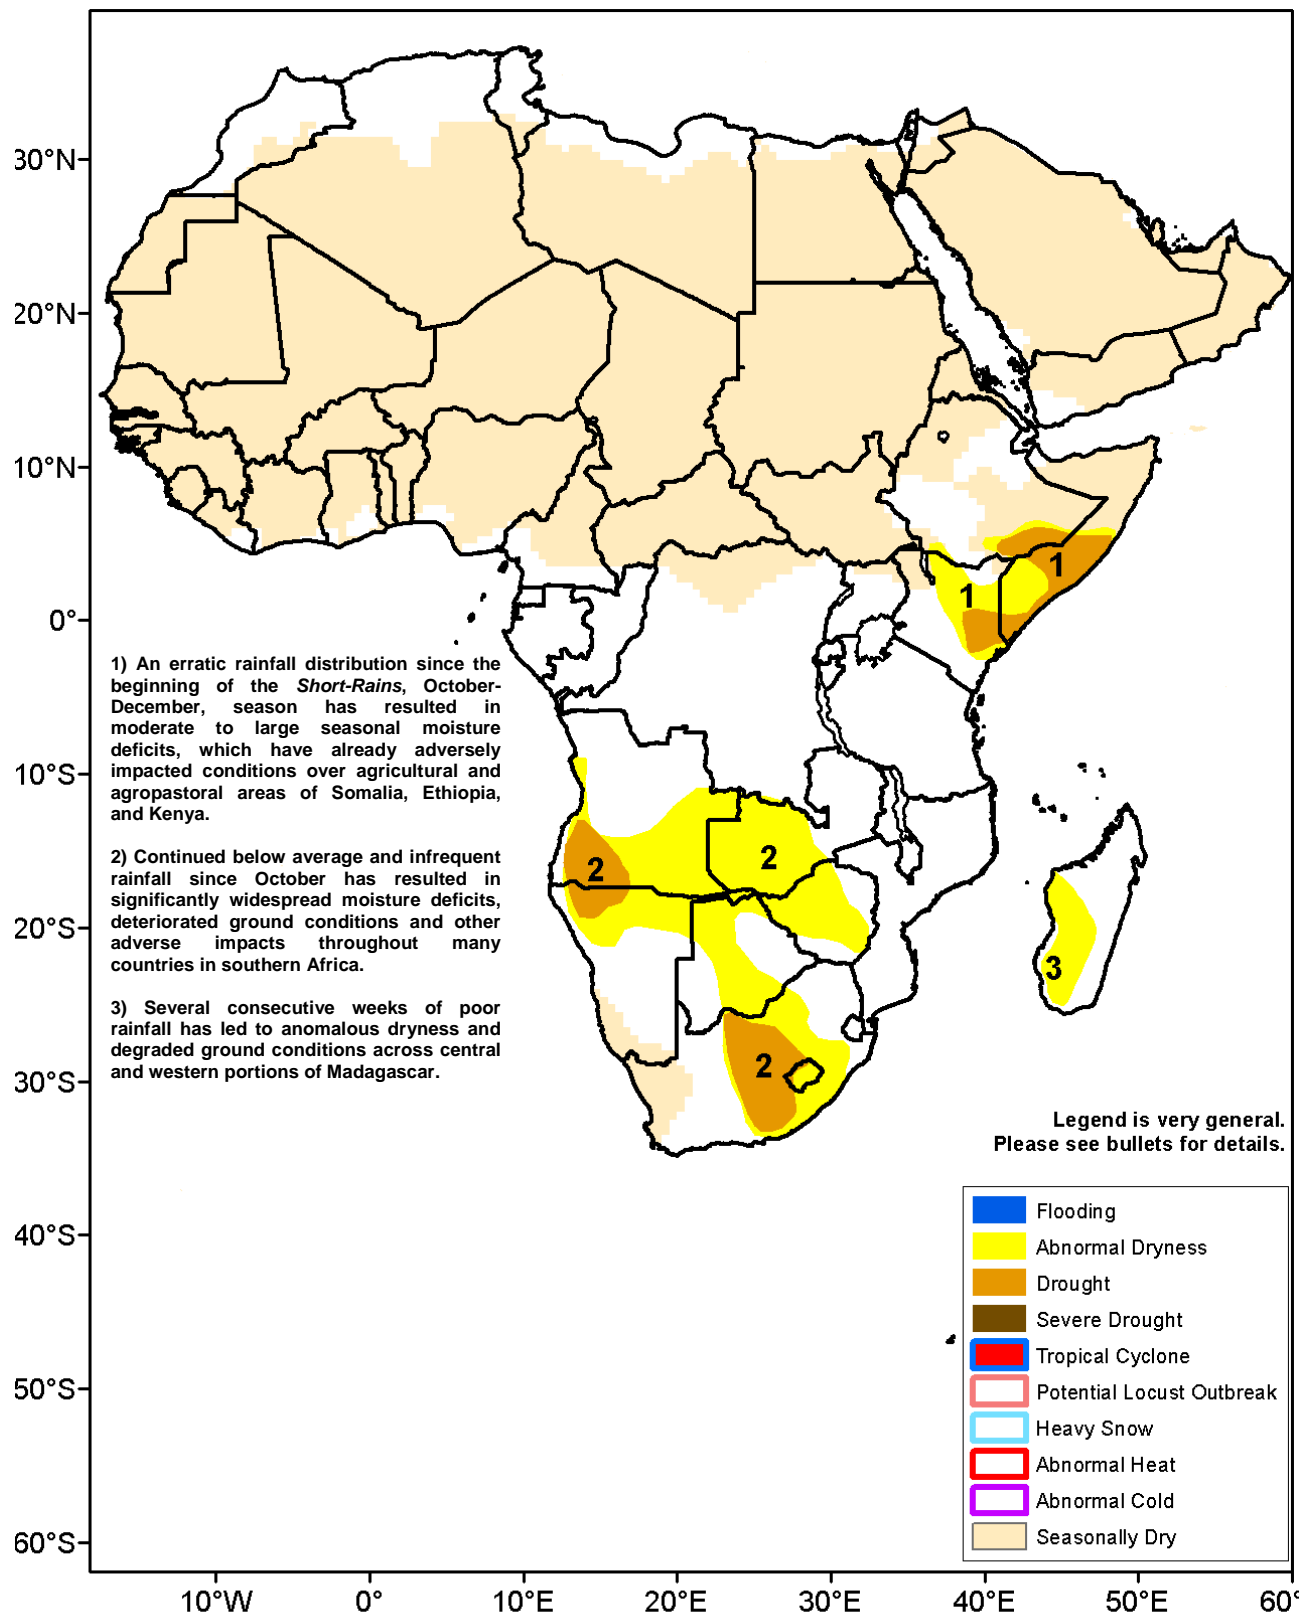 30°N
20°N
10°N
0°
10°S
20°S
30°S
40°S
50°S
60°S
1
1
2
2
2
3
1) An erratic rainfall distribution since the
beginning of the Short-Rains, October-
December, season has resulted in
moderate to large seasonal moisture
deficits, which have already adversely
impacted conditions over agricultural and
agropastoral areas of Somalia, Ethiopia,
and Kenya.
2) Continued below average and infrequent
rainfall since October has resulted in
significantly widespread moisture deficits,
deteriorated ground conditions and other
adverse impacts throughout many
countries in southern Africa.
3) Several consecutive weeks of poor
rainfall has led to anomalous dryness and
degraded ground conditions across central
and western portions of Madagascar.
Legend is very general.
Please see bullets for details.
Flooding
Abnormal Dryness
Drought
Severe Drought
Tropical Cyclone
Potential Locust Outbreak
Heavy Snow
Abnormal Heat
Abnormal Cold
Seasonally Dry
10°W
0°
10°E
20°E
30°E
40°E
50°E
60°